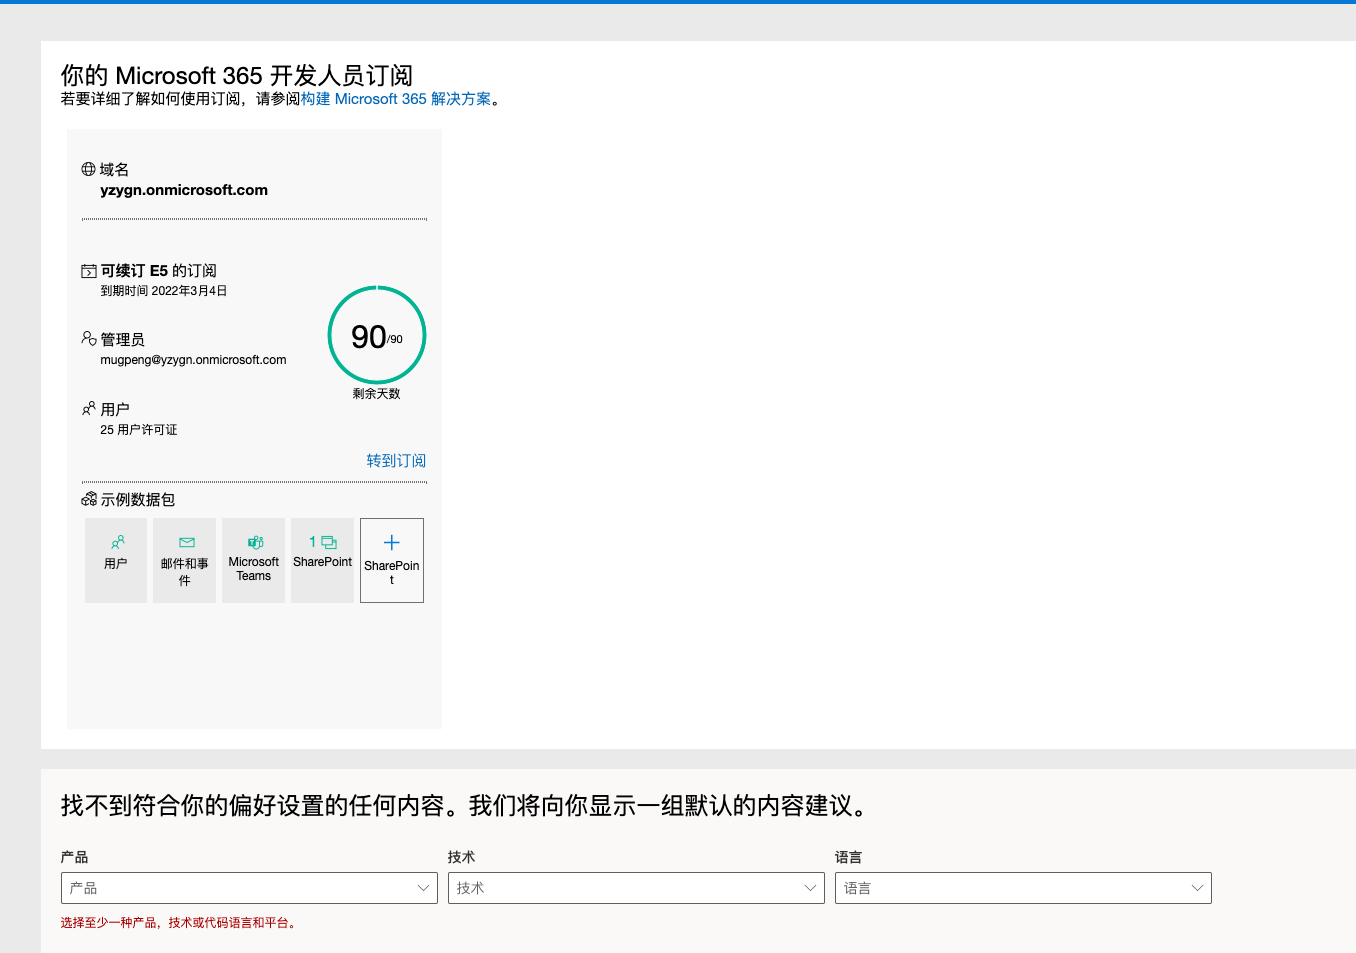 你的 Microsoft 365 开发人员订阅
若要详细了解如何使用订阅，请参阅构建 Microsoft 365 解决方案。
域名
yzygn.onmicrosoft.com
可续订 E5 的订阅
到期时间 2022年3月4日
90/90
管理员
mugpeng@yzygn.onmicrosoft.com
剩余天数
用户
25 用户许可证
转到订阅
示例数据包
用户
邮件和事
件
Microsoft
Teams
1
SharePoint
SharePoin
t
找不到符合你的偏好设置的任何内容。我们将向你显示一组默认的内容建议。
产品 技术 语言
产品 技术 语言
选择至少一种产品，技术或代码语言和平台。